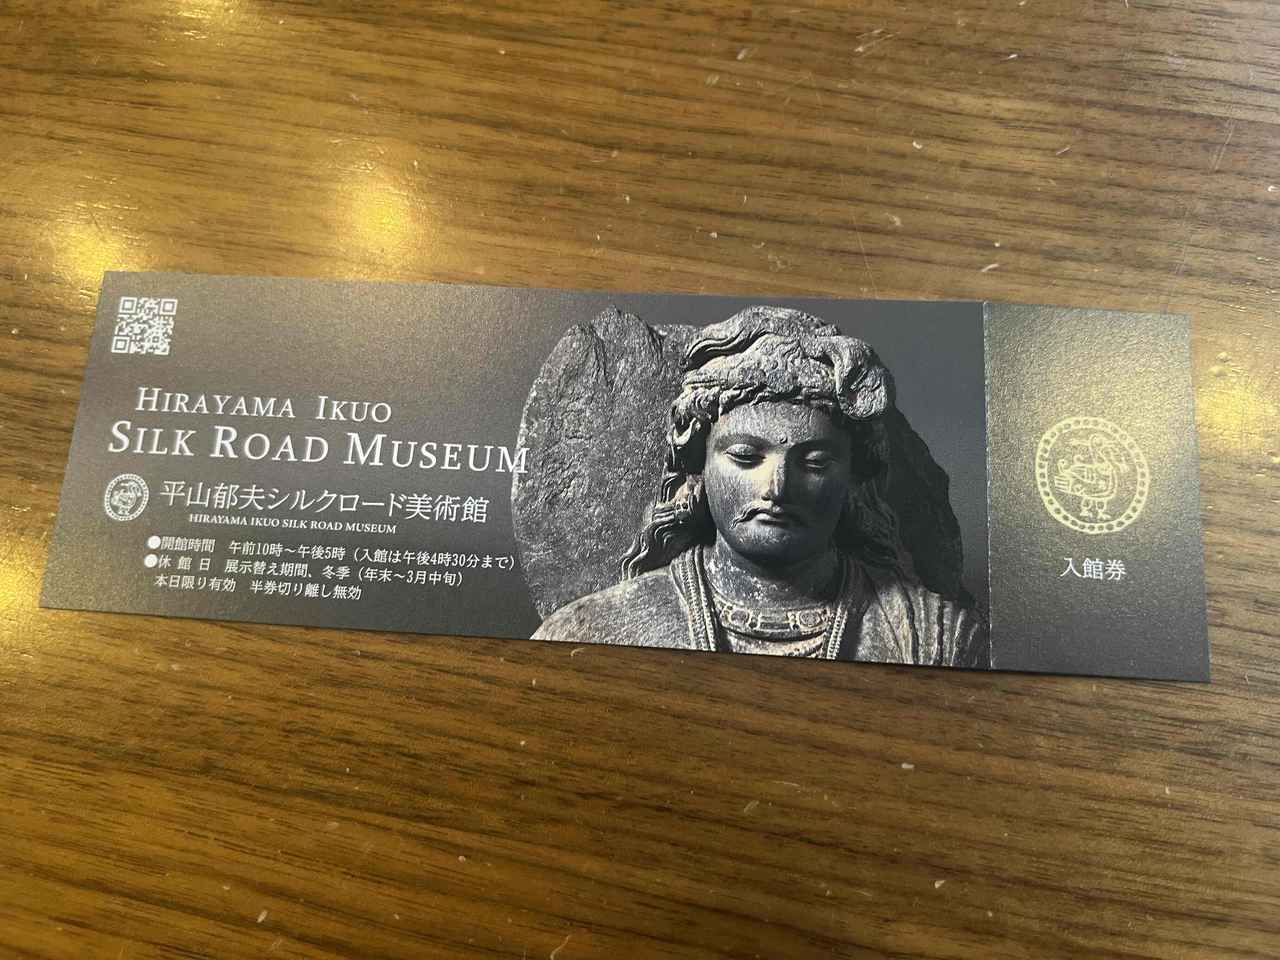 HIRAYAMA IKUO
SILK ROAD MUSEUM
平山郁夫シルクロード美術館
HIRAYAMA IKUO SILK ROAD MUSEUM
●開館時間 午前10時～午後5時（入館は午後4時30分まで）
●休館日 展示替え期間、冬季（年末～3月中旬）
本日限り有効 半券切り離し無効
入館券